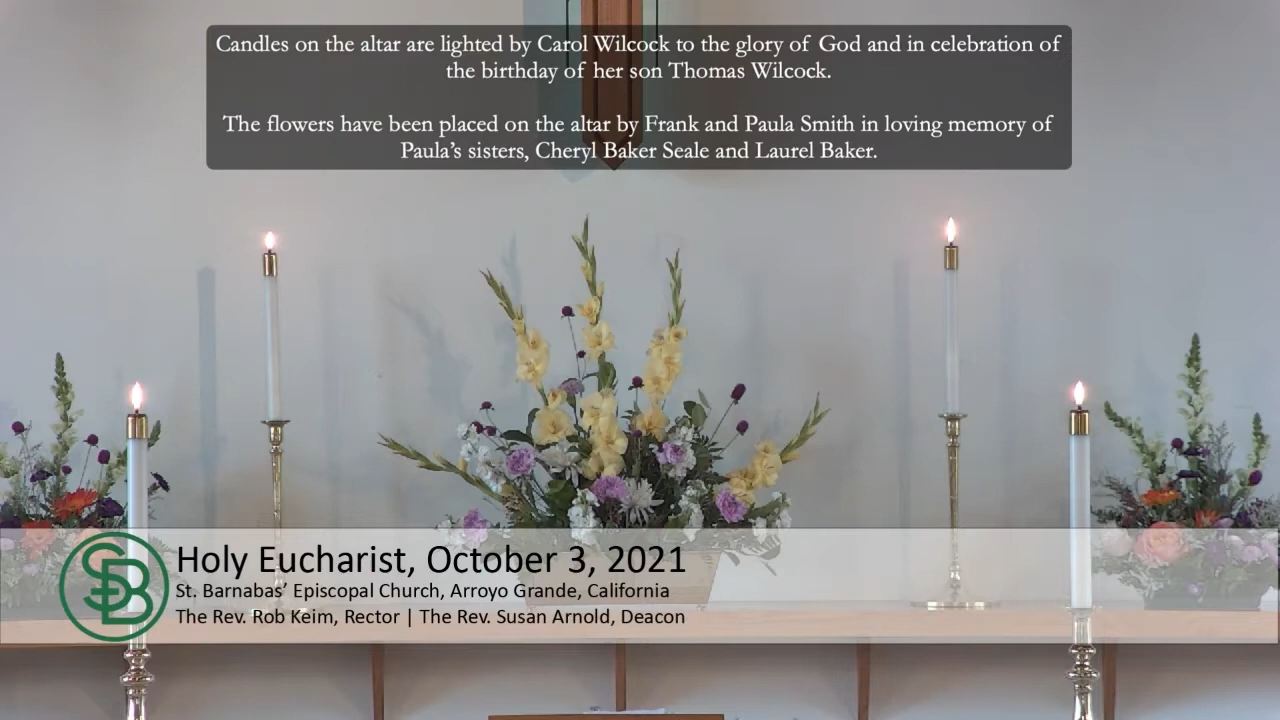 Candles on the altar are lighted by Carol Wilcock to the glory of God and in celebration of
the birthday of her son Thomas Wilcock.
The flowers have been placed on the altar by Frank and Paula Smith in loving memory of
Paula's sisters, Cheryl Baker Seale and Laurel Baker.
Holy Eucharist, October 3, 2021
St. Barnabas' Episcopal Church, Arroyo Grande, California
The Rev. Rob Keim, Rector | The Rev. Susan Arnold, Deacon